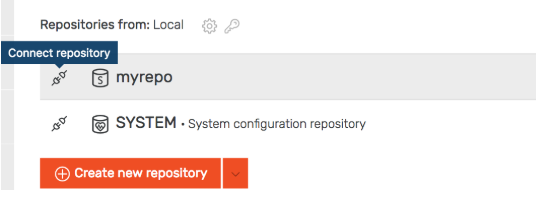 Repositories from: Local
Connect repository
myrepo
SYSTEM · System configuration repository
Create new repository